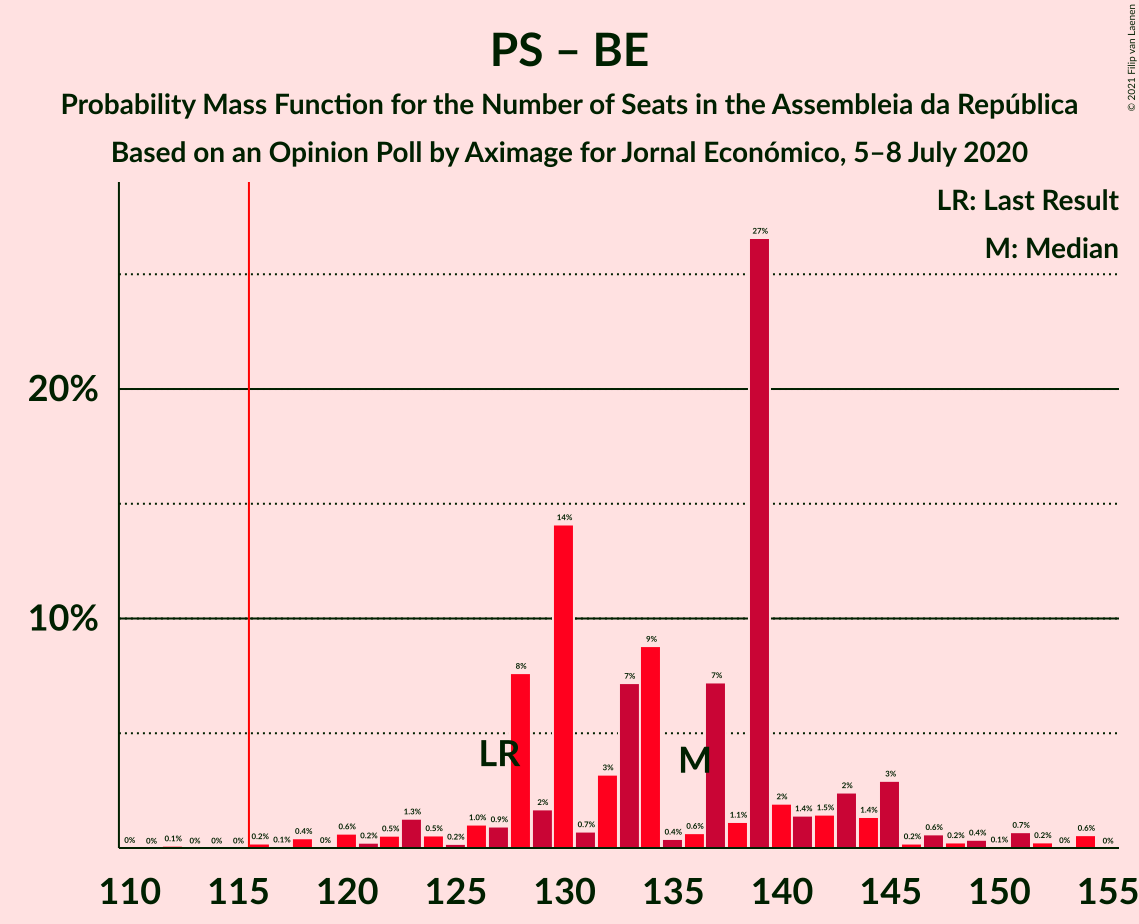 PS – BE
Probability Mass Function for the Number of Seats in the Assembleia da República
Based on an Opinion Poll by Aximage for Jornal Económico, 5–8 July 2020
© 2021 Filip van Laenen
LR: Last Result
M: Median
20%
10%
0% 0% 0.1% 0% 0% 0% 0.2% 0.1% 0.4% 0% 0.6% 0.2% 0.5% 1.3% 0.5% 0.2% 1.0% 0.9% 8% 2% 14% 0.7% 3% 7% 9% 0.4% 0.6% 7% 1.1% 27% 2% 1.4% 1.5% 2% 1.4% 3% 0.2% 0.6% 0.2% 0.4% 0.1% 0.7% 0.2% 0% 0.6% 0%
LR M
110 115 120 125 130 135 140 145 150 155